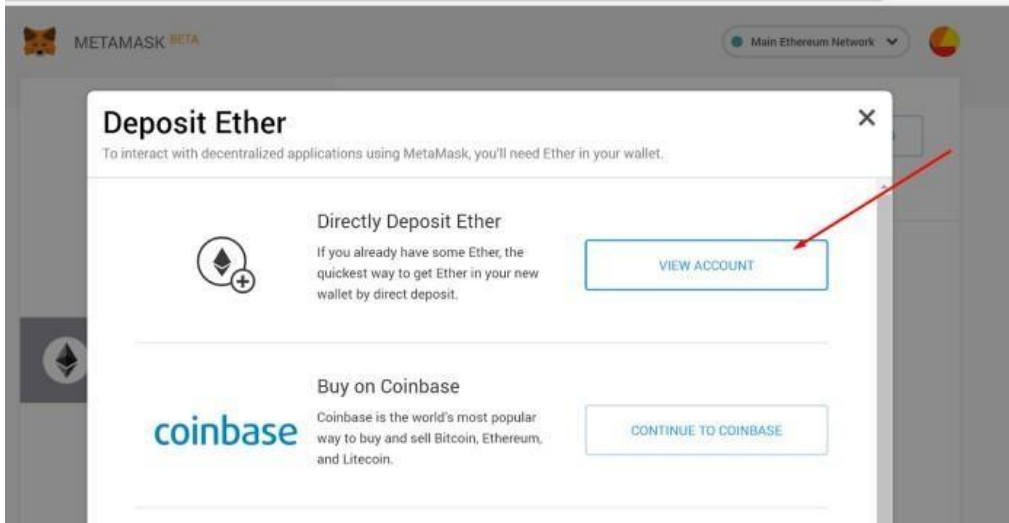 METAMASK BETA
Main Ethereum Network
Deposit Ether
To interact with decentralized applications using MetaMask, you'll need Ether in your wallet.
Directly Deposit Ether
If you already have some Ether, the
quickest way to get Ether in your new
wallet by direct deposit.
VIEW ACCOUNT
Buy on Coinbase
coinbase
Coinbase is the world's most popular
way to buy and sell Bitcoin, Ethereum,
and Litecoin.
CONTINUE TO COINBASE